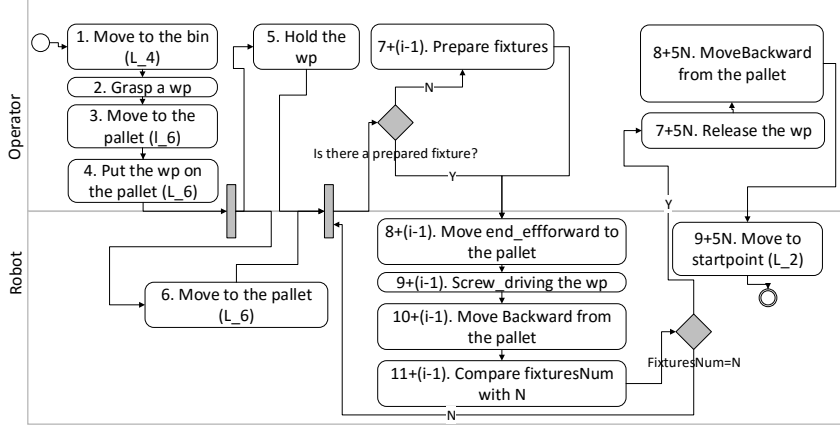 Operator
1. Move to the bin
(L_4)
2. Grasp a wp
3. Move to the
pallet (l_6)
4. Put the wp on
the pallet (L_6)
5. Hold the
wp
7+(i-1). Prepare fixtures
N
Is there a prepared fixture?
Y
8+5N. MoveBackward
from the pallet
7+5N. Release the wp
Y
Robot
6. Move to the pallet
(L_6)
8+(i-1). Move end_effforward to
the pallet
9+(i-1). Screw_driving the wp
10+(i-1). Move Backward from
the pallet
11+(i-1). Compare fixturesNum
with N
9+5N. Move to
startpoint (L_2)
FixturesNum=N
N